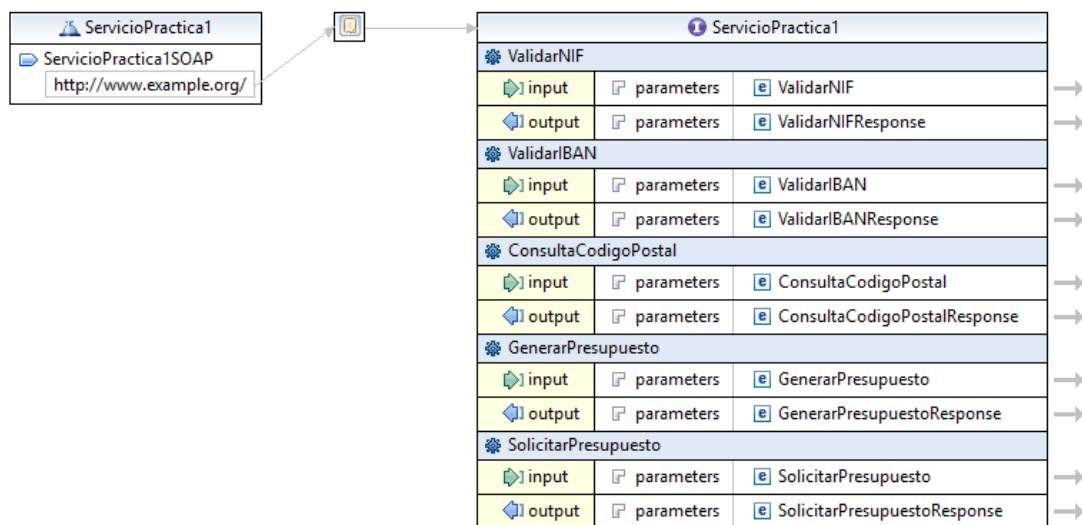 ServicioPractica1
ServicioPractica1SOAP
http://www.example.org/
ServicioPractica1
ValidarNIF
input parameters ValidarNIF
output parameters ValidarNIFResponse
ValidarIBAN
input parameters ValidarIBAN
output parameters ValidarIBANResponse
ConsultaCodigoPostal
input parameters ConsultaCodigoPostal
output parameters ConsultaCodigoPostalResponse
GenerarPresupuesto
input parameters GenerarPresupuesto
output parameters GenerarPresupuestoResponse
SolicitarPresupuesto
input parameters SolicitarPresupuesto
output parameters SolicitarPresupuestoResponse